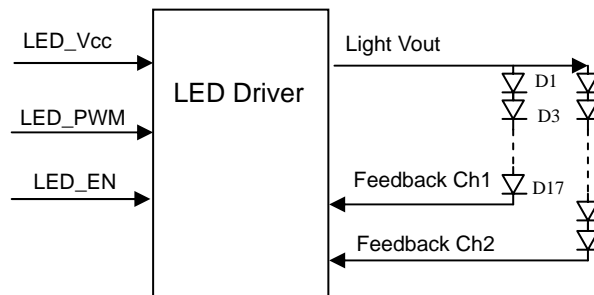 LED_Vcc
Light Vout
D1
LED Driver
D3
LED_PWM
LED_EN
Feedback Ch1
D17
Feedback Ch2